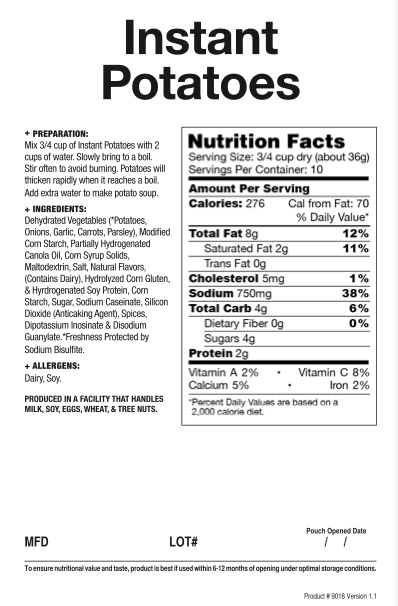 Instant
Potatoes
+ PREPARATION:
Mix 3/4 cup of Instant Potatoes with 2
cups of water. Slowly bring to a boil.
Stir often to avoid burning. Potatoes will
thicken rapidly when it reaches a boil.
Add extra water to make potato soup.
+ INGREDIENTS:
Dehydrated Vegetables (*Potatoes,
Onions, Garlic, Carrots, Parsley), Modified
Corn Starch, Partially Hydrogenated
Canola Oil, Corn Syrup Solids,
Maltodextrin, Salt, Natural Flavors,
(Contains Dairy), Hydrolyzed Corn Gluten,
& Hyrdrogenated Soy Protein, Corn
Starch, Sugar, Sodium Caseinate, Silicon
Dioxide (Anticaking Agent), Spices,
Dipotassium Inosinate & Disodium
Guanylate.*Freshness Protected by
Sodium Bisulfite.
+ ALLERGENS:
Dairy, Soy.
PRODUCED IN A FACILITY THAT HANDLES
MILK, SOY, EGGS, WHEAT, & TREE NUTS.
Nutrition Facts
Serving Size: 3/4 cup dry (about 36g)
Servings Per Container: 10
Amount Per Serving
Calories: 276 Cal from Fat: 70
% Daily Value*
Total Fat 8g 12%
Saturated Fat 2g 11%
Trans Fat 0g
Cholesterol 5mg 1%
Sodium 750mg 38%
Total Carb 4g 6%
Dietary Fiber 0g 0%
Sugars 4g
Protein 2g
Vitamin A 2% • Vitamin C 8%
Calcium 5% • Iron 2%
*Percent Daily Values are based on a
2,000 calorie diet.
Pouch Opened Date
MFD LOT# / /
To ensure nutritional value and taste, product is best if used within 6-12 months of opening under optimal storage conditions.
Product # 9018 Version 1.1